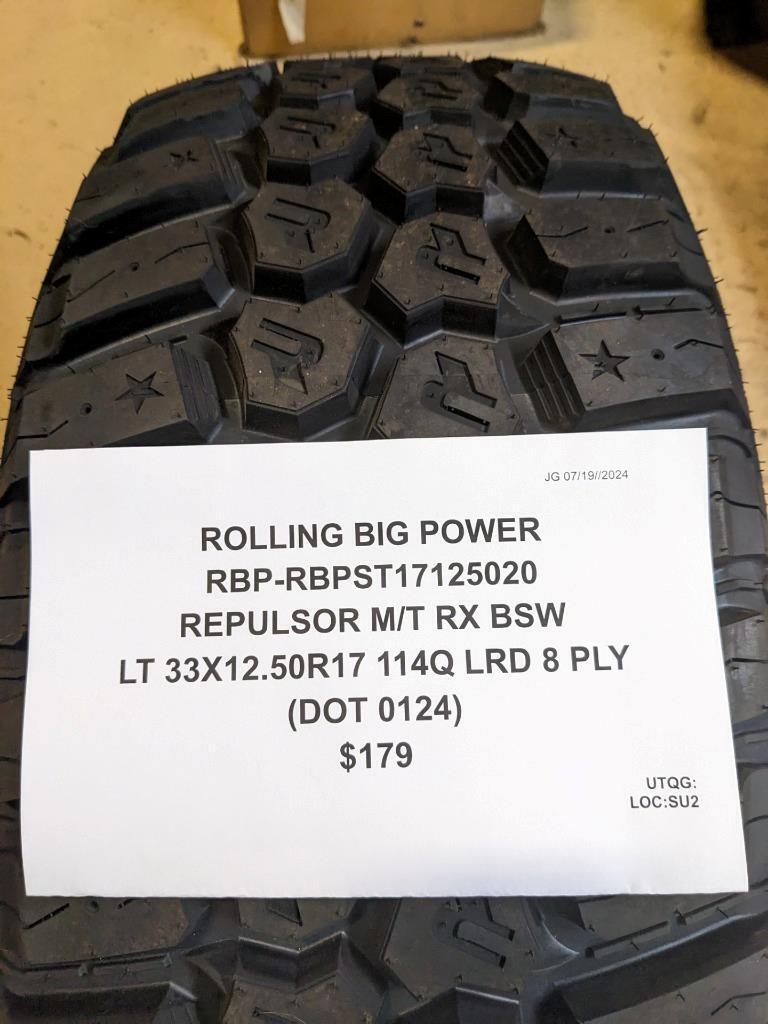 JG 07/19//2024
ROLLING BIG POWER
RBP-RBPST17125020
REPULSOR M/T RX BSW
LT 33X12.50R17 114Q LRD 8 PLY
(DOT 0124)
$179
UTQG:
LOC:SU2